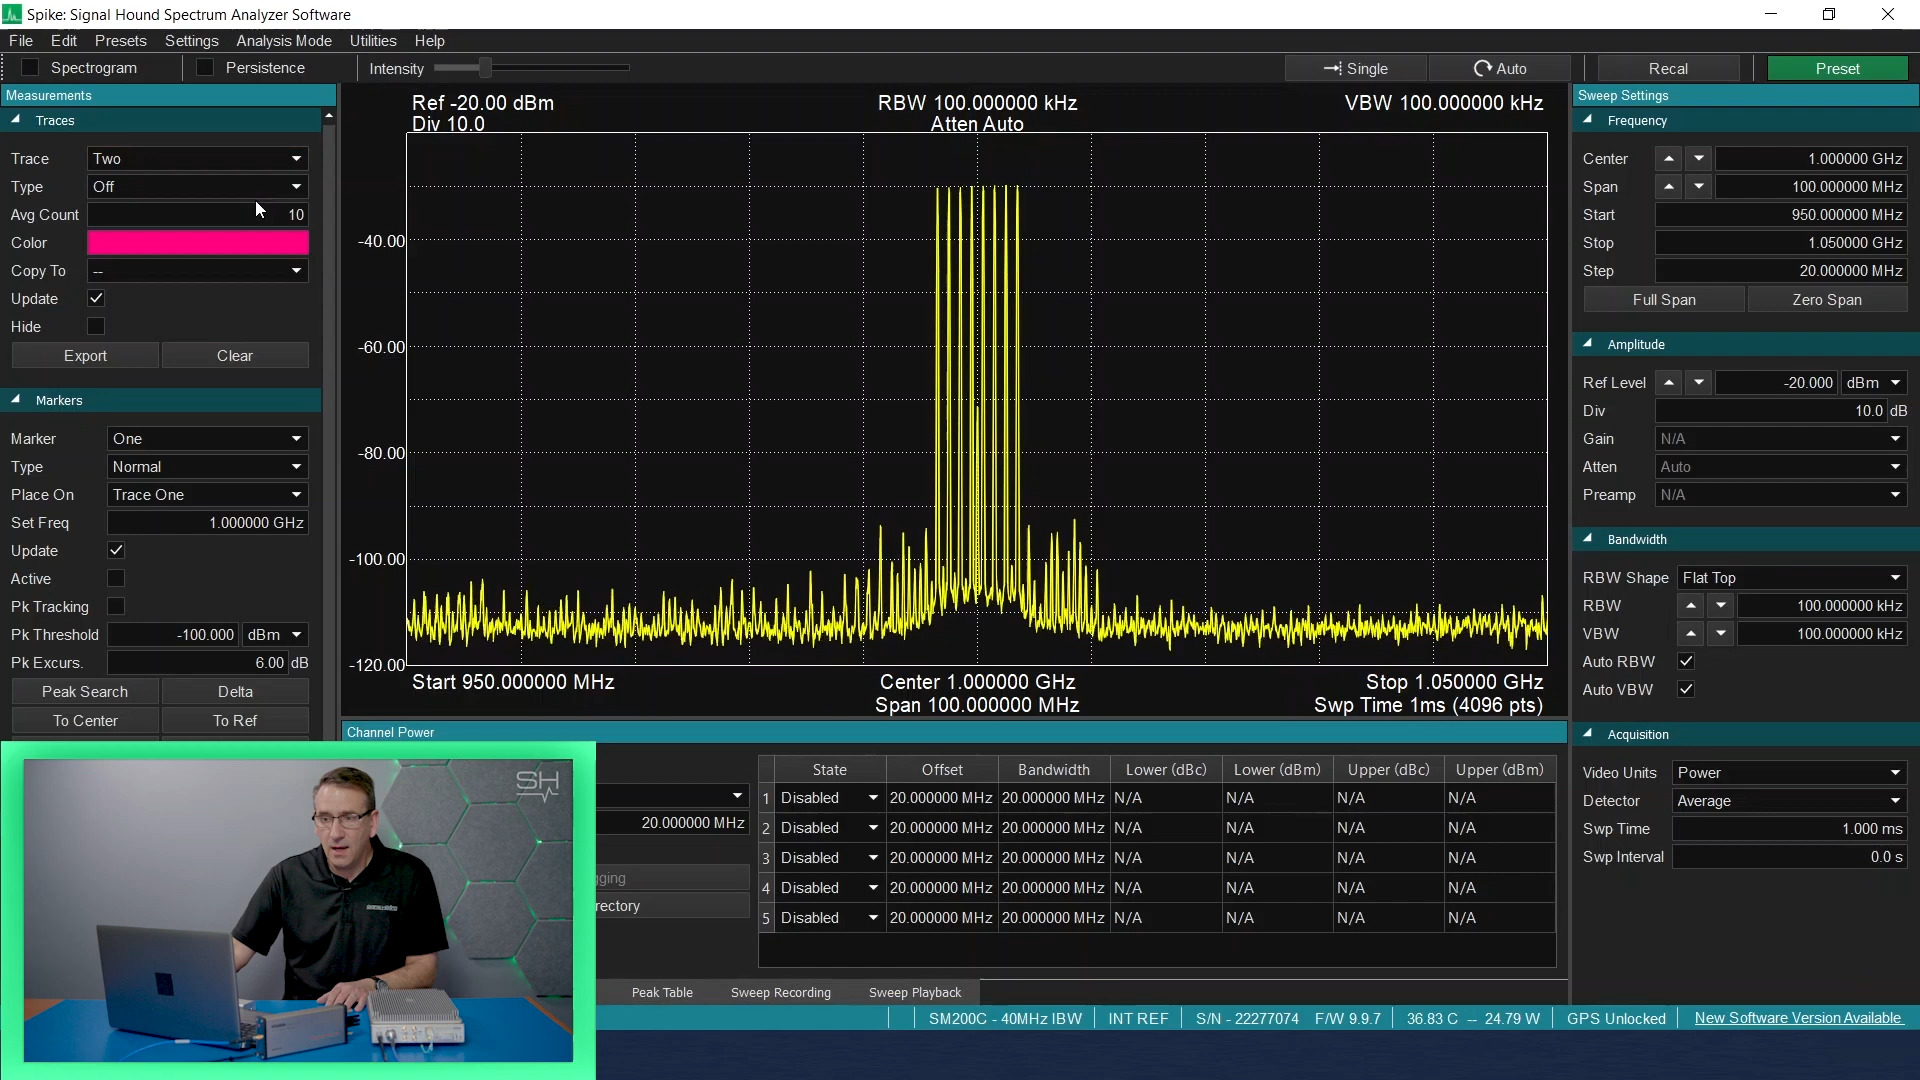 Spike: Signal Hound Spectrum Analyzer Software
File Edit Presets Settings Analysis Mode Utilities Help
Spectrogram Persistence Intensity Single Auto Recal Preset
Measurements
Traces
Trace Two
Type Off
Avg Count 10
Color
Copy To --
Update
Hide
Export Clear
Markers
Marker One
Type Normal
Place On Trace One
Set Freq 1.000000 GHz
Update
Active
Pk Tracking
Pk Threshold -100.000 dBm
Pk Excurs. 6.00 dB
Peak Search Delta
To Center To Ref
Ref -20.00 dBm RBW 100.000000 kHz VBW 100.000000 kHz
Div 10.0 Atten Auto
-40.00
-60.00
-80.00
-100.00
-120.00
Start 950.000000 MHz Center 1.000000 GHz Stop 1.050000 GHz
Span 100.000000 MHz Swp Time 1ms (4096 pts)
Channel Power
20.000000 MHz
gging
rectory
State Offset Bandwidth Lower (dBc) Lower (dBm) Upper (dBc) Upper (dBm)
1 Disabled 20.000000 MHz 20.000000 MHz N/A N/A N/A N/A
2 Disabled 20.000000 MHz 20.000000 MHz N/A N/A N/A N/A
3 Disabled 20.000000 MHz 20.000000 MHz N/A N/A N/A N/A
4 Disabled 20.000000 MHz 20.000000 MHz N/A N/A N/A N/A
5 Disabled 20.000000 MHz 20.000000 MHz N/A N/A N/A N/A
Peak Table Sweep Recording Sweep Playback
SH
Sweep Settings
Frequency
Center 1.000000 GHz
Span 100.000000 MHz
Start 950.000000 MHz
Stop 1.050000 GHz
Step 20.000000 MHz
Full Span Zero Span
Amplitude
Ref Level -20.000 dBm
Div 10.0 dB
Gain N/A
Atten Auto
Preamp N/A
Bandwidth
RBW Shape Flat Top
RBW 100.000000 kHz
VBW 100.000000 kHz
Auto RBW
Auto VBW
Acquisition
Video Units Power
Detector Average
Swp Time 1.000 ms
Swp Interval 0.0 s
SM200C - 40MHz IBW INT REF S/N - 22277074 F/W 9.9.7 36.83 C -- 24.79 W GPS Unlocked New Software Version Available